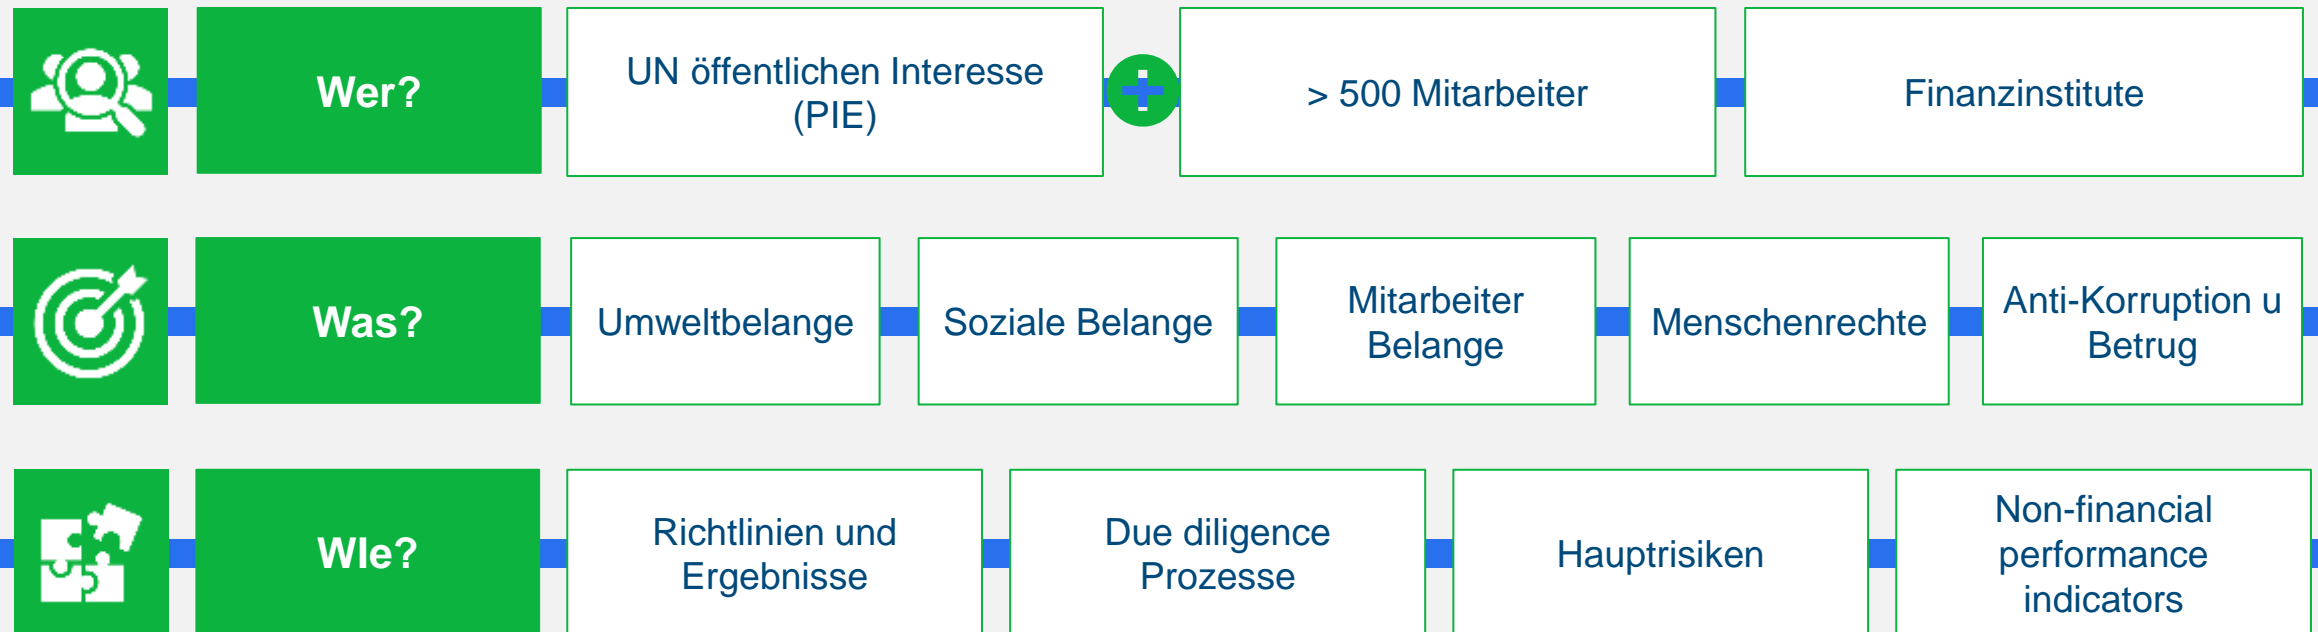 Wer?
UN öffentlichen Interesse
(PIE)
> 500 Mitarbeiter
Finanzinstitute
Was?
Umweltbelange
Soziale Belange
Mitarbeiter
Belange
Menschenrechte
Anti-Korruption u
Betrug
WIe?
Richtlinien und
Ergebnisse
Due diligence
Prozesse
Hauptrisiken
Non-financial
performance
indicators